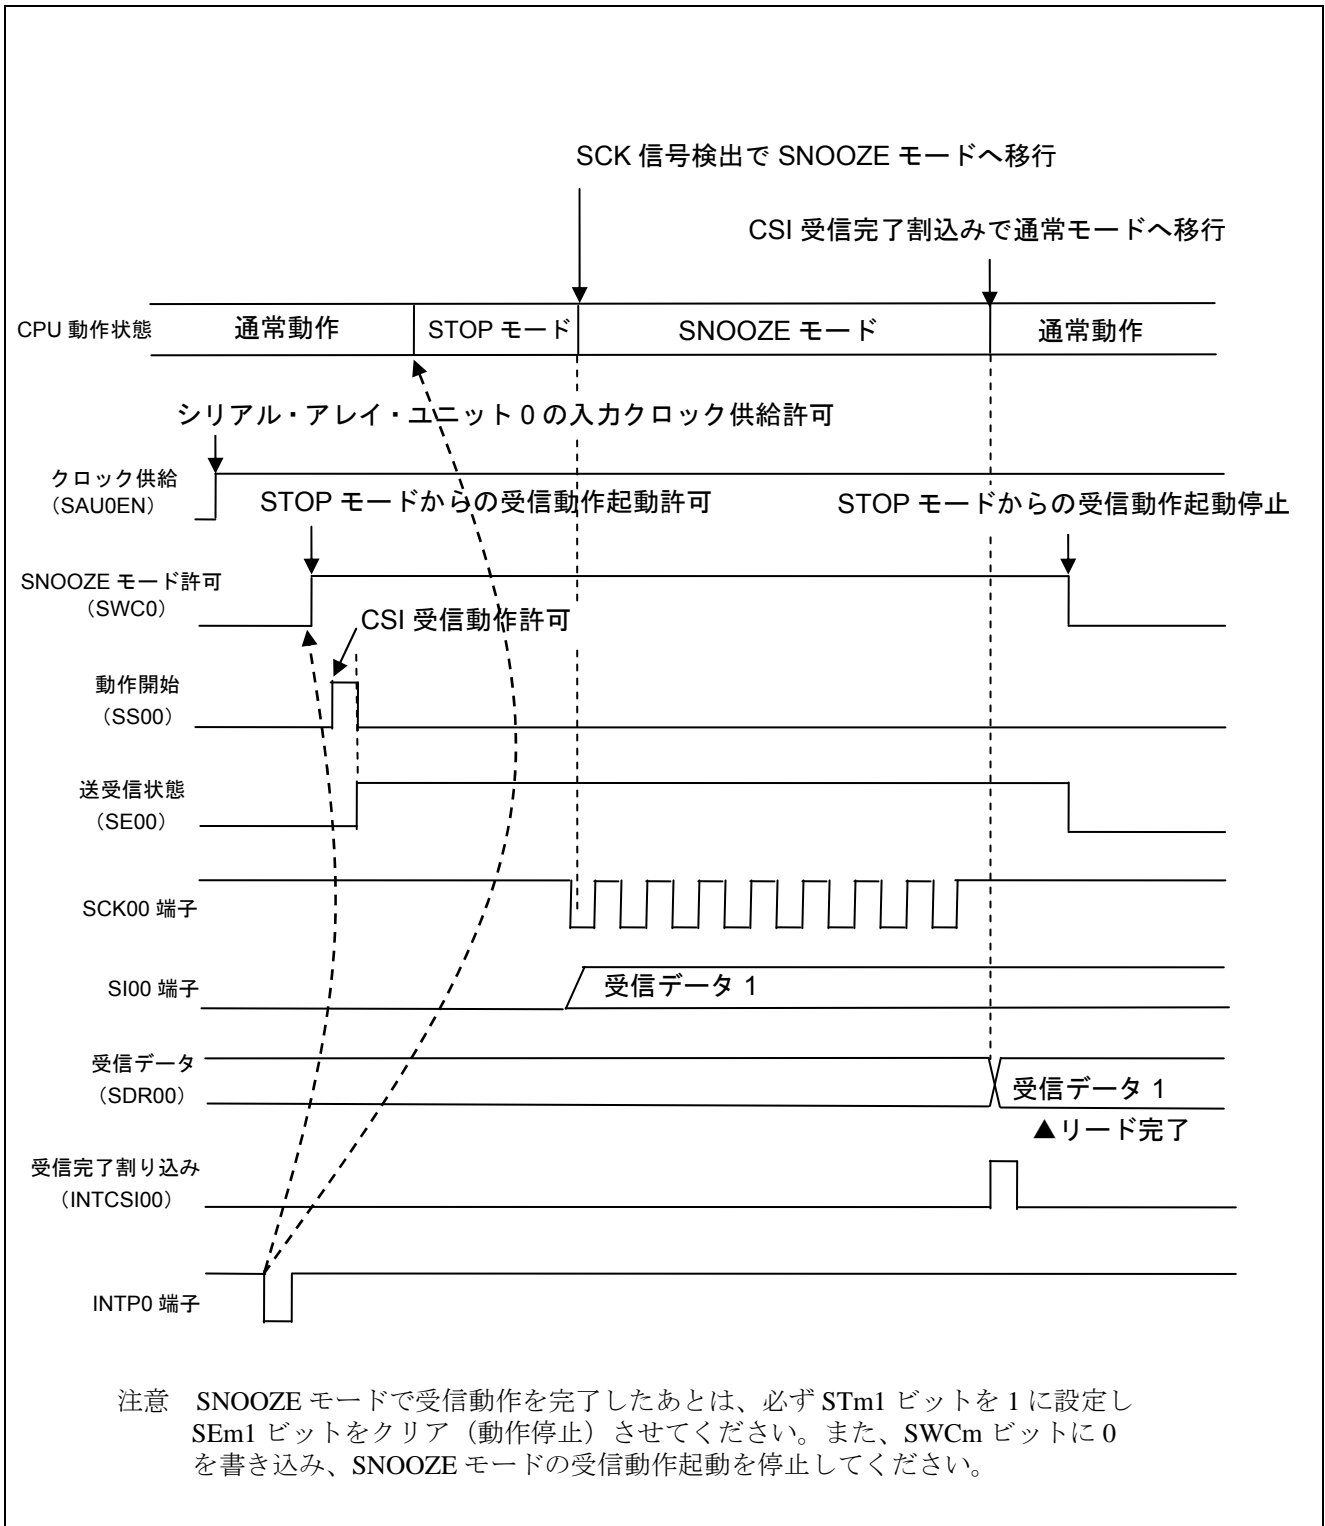 SCK 信号検出で SNOOZE モードへ移行
CSI 受信完了割込みで通常モードへ移行
CPU 動作状態
通常動作
STOP モード
SNOOZE モード
通常動作
シリアル・アレイ・ユニット 0 の入力クロック供給許可
クロック供給
（SAU0EN）
STOP モードからの受信動作起動許可
STOP モードからの受信動作起動停止
SNOOZE モード許可
（SWC0）
CSI 受信動作許可
動作開始
（SS00）
送受信状態
（SE00）
SCK00 端子
SI00 端子
受信データ 1
受信データ
（SDR00）
受信データ 1
▲リード完了
受信完了割り込み
（INTCSI00）
INTP0 端子
注意 SNOOZE モードで受信動作を完了したあとは、必ず STm1 ビットを 1 に設定し
SEm1 ビットをクリア（動作停止）させてください。また、SWCm ビットに 0
を書き込み、SNOOZE モードの受信動作起動を停止してください。